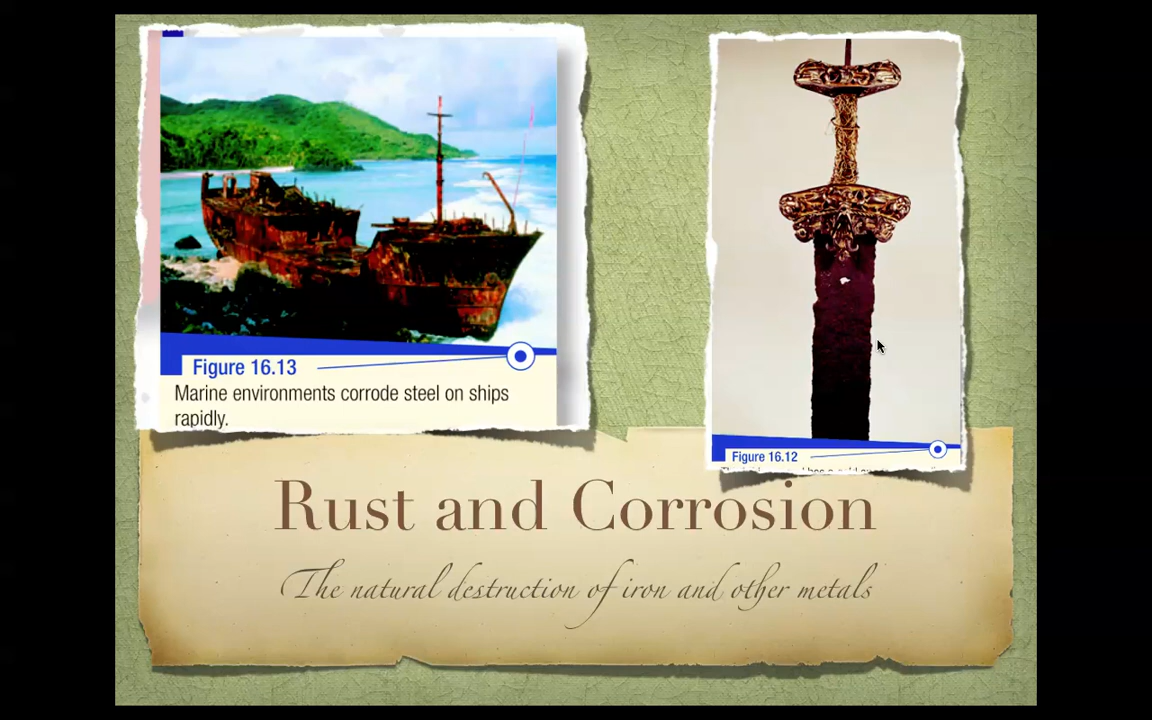 Figure 16.13
Marine environments corrode steel on ships
rapidly.
Figure 16.12
Rust and Corrosion
The natural destruction of iron and other metals